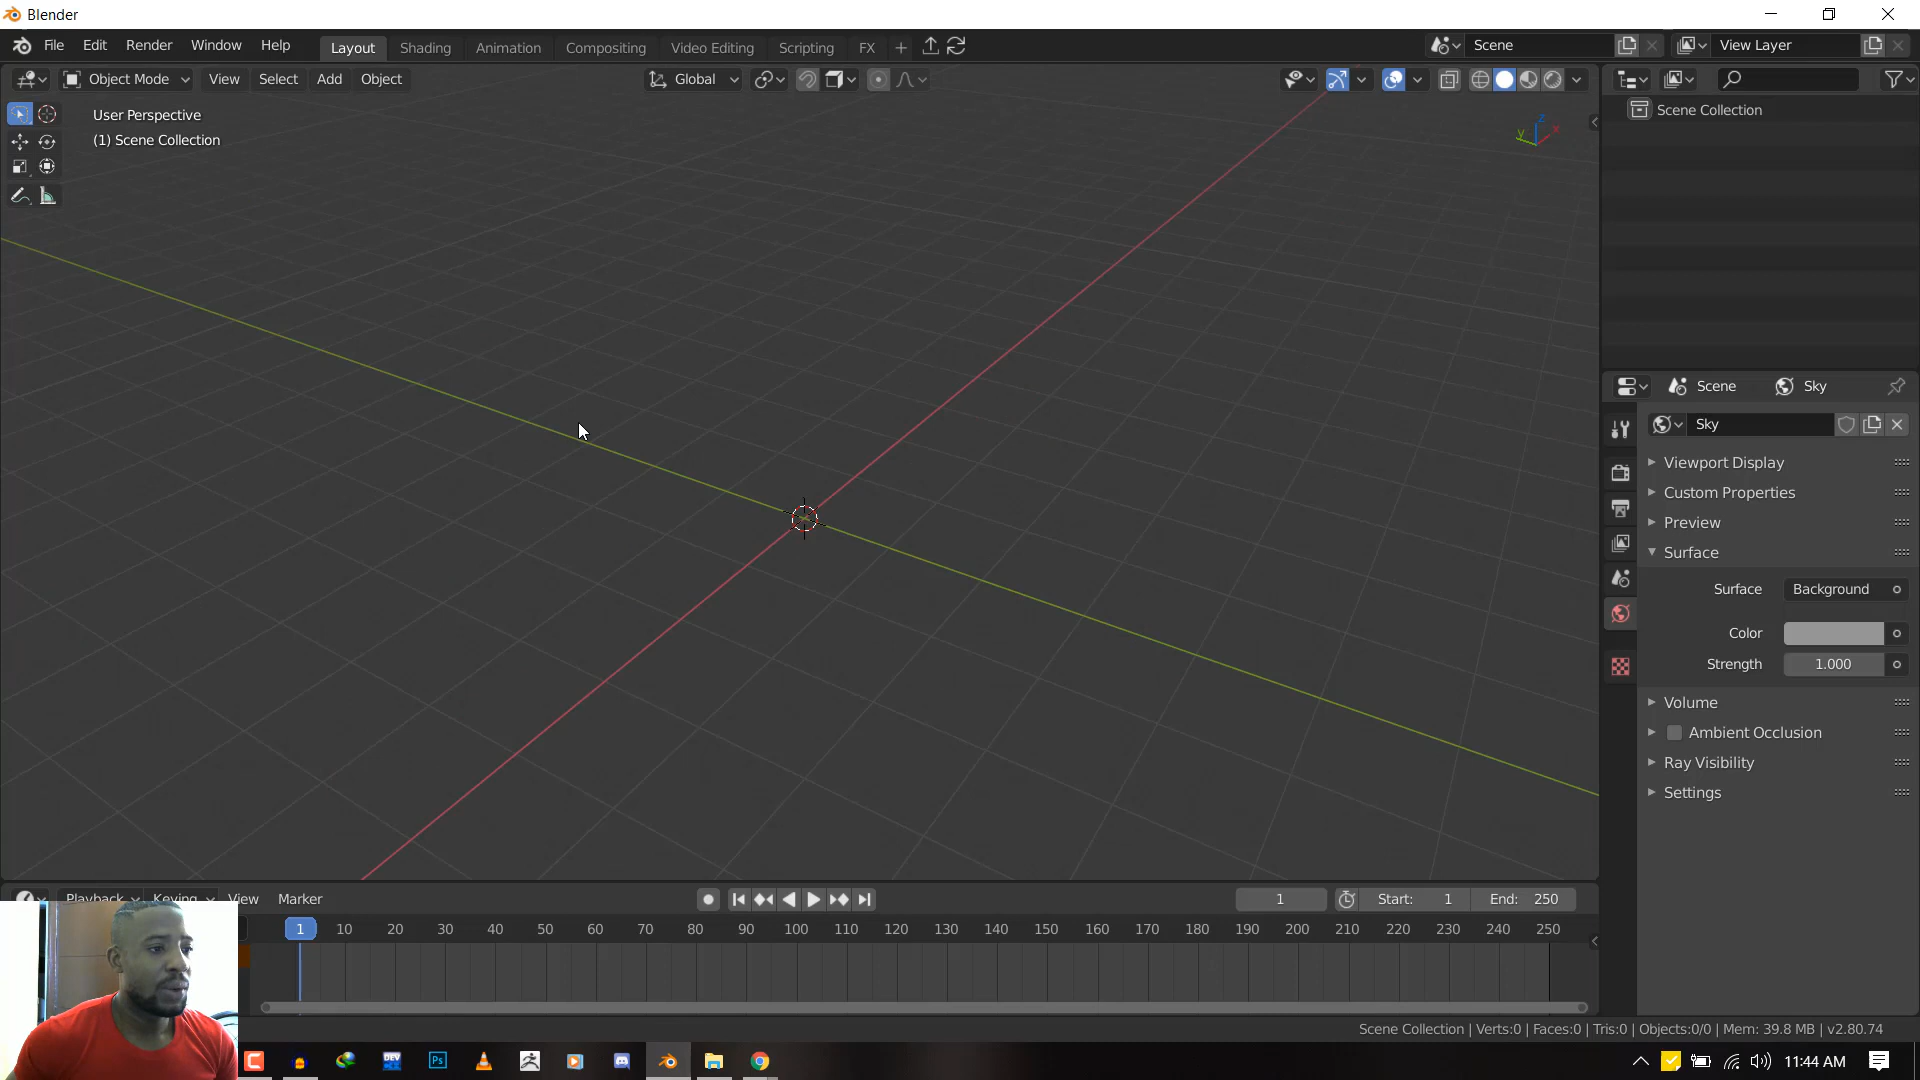 Blender
File Edit Render Window Help Layout Shading Animation Compositing Video Editing Scripting FX + Scene View Layer
Object Mode View Select Add Object Global
User Perspective
(1) Scene Collection
z
y x
Scene Collection
Scene Sky
Sky
Viewport Display
Custom Properties
Preview
Surface
Surface Background
Color
Strength 1.000
Volume
Ambient Occlusion
Ray Visibility
Settings
Playback Keying View Marker 1 Start: 1 End: 250
1 10 20 30 40 50 60 70 80 90 100 110 120 130 140 150 160 170 180 190 200 210 220 230 240 250
Scene Collection | Verts:0 | Faces:0 | Tris:0 | Objects:0/0 | Mem: 39.8 MB | v2.80.74
DEV Ps 11:44 AM